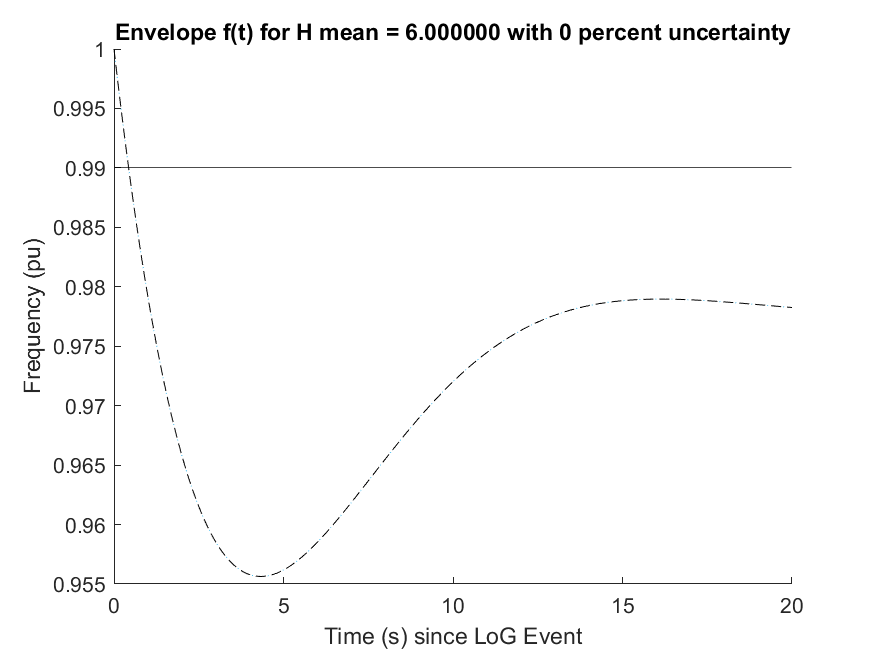 Envelope f(t) for H mean = 6.000000 with 0 percent uncertainty
1
0.995
0.99
0.985
0.98
0.975
0.97
0.965
0.96
0.955
Frequency (pu)
0 5 10 15 20
Time (s) since LoG Event